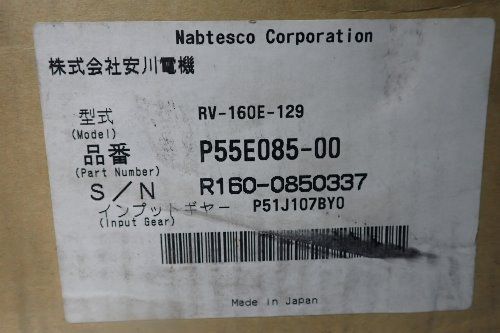 Nabtesco Corporation
株式会社安川電機
型式 RV-160E-129
(Model)
品番 P55E085-00
(Part Number)
S/N R160-0850337
インプットギヤー P51J107BY0
(Input Gear)
Made in Japan